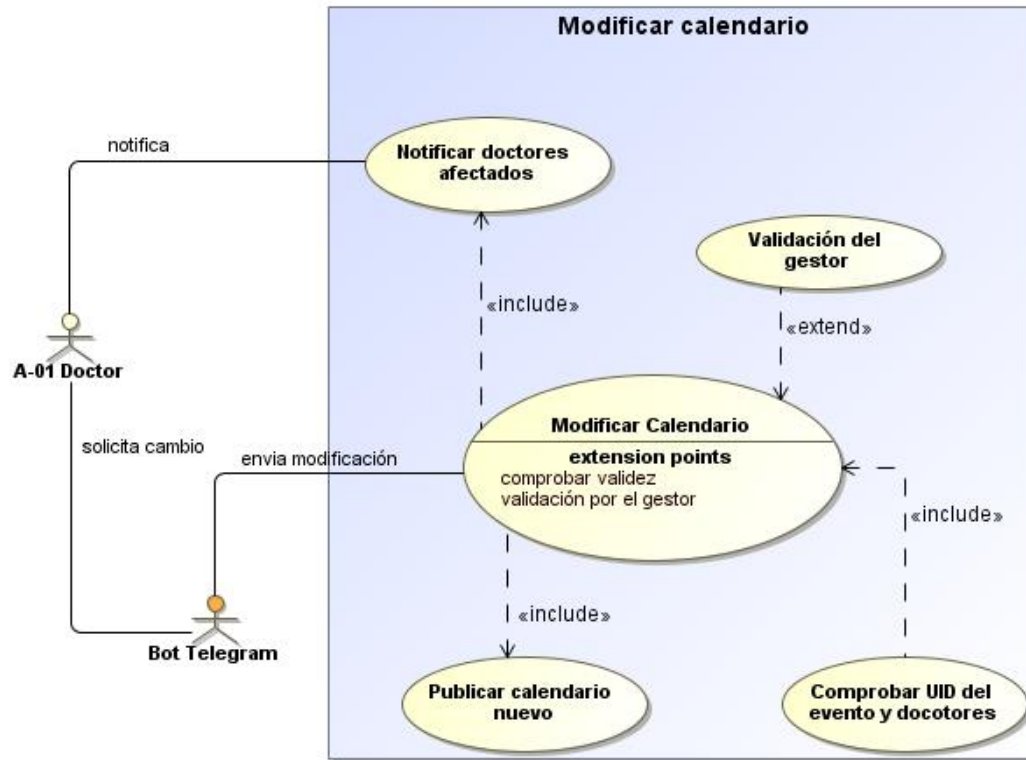 Modificar calendario
notifica
Notificar doctores
afectados
Validación del
gestor
«include»
«extend»
A-01 Doctor
solicita cambio
envia modificación
Modificar Calendario
extension points
comprobar validez
validación por el gestor
«include»
«include»
Bot Telegram
Publicar calendario
nuevo
Comprobar UID del
evento y docotores